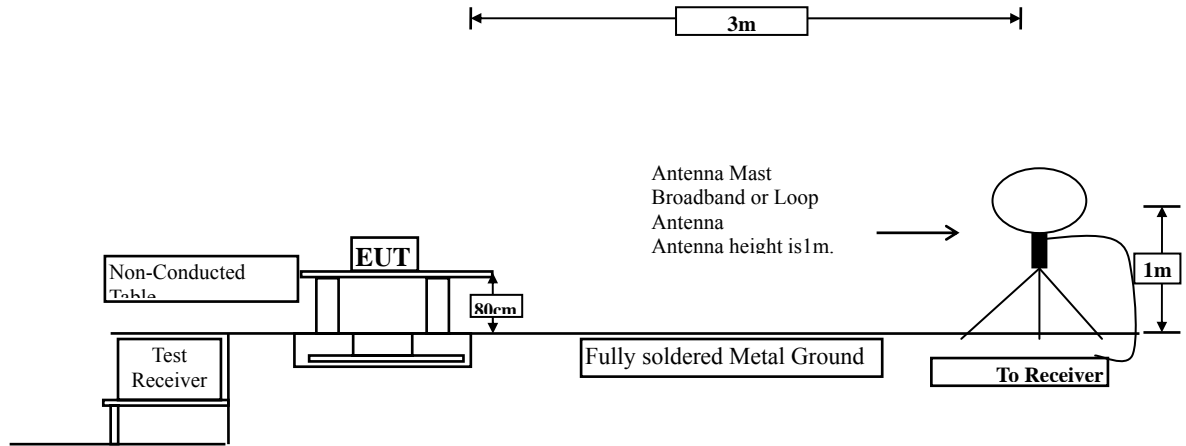 3m
Antenna Mast
Broadband or Loop
Antenna
Antenna height is1m.
EUT
Non-Conducted
Table
80cm
1m
Test
Receiver
Fully soldered Metal Ground
To Receiver